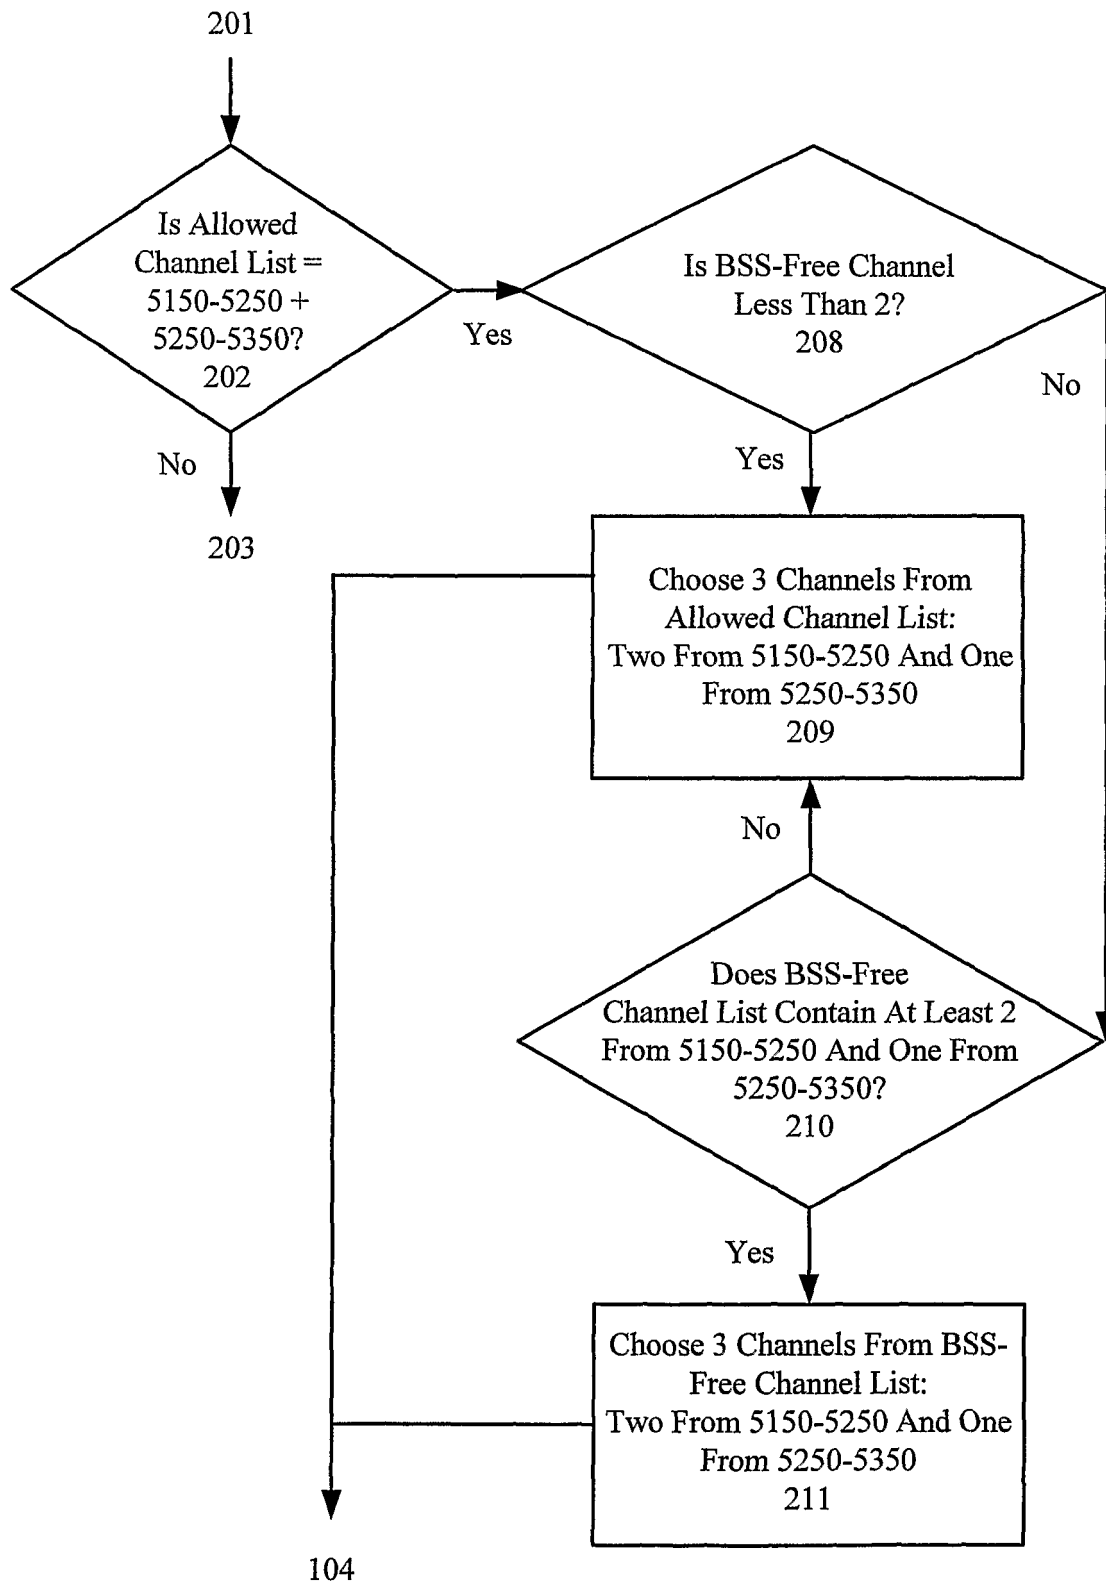 201
Is Allowed
Channel List =
5150-5250 +
5250-5350?
202
Yes
No
203
Is BSS-Free Channel
Less Than 2?
208
No
Yes
Choose 3 Channels From
Allowed Channel List:
Two From 5150-5250 And One
From 5250-5350
209
No
Does BSS-Free
Channel List Contain At Least 2
From 5150-5250 And One From
5250-5350?
210
Yes
Choose 3 Channels From BSS-
Free Channel List:
Two From 5150-5250 And One
From 5250-5350
211
104